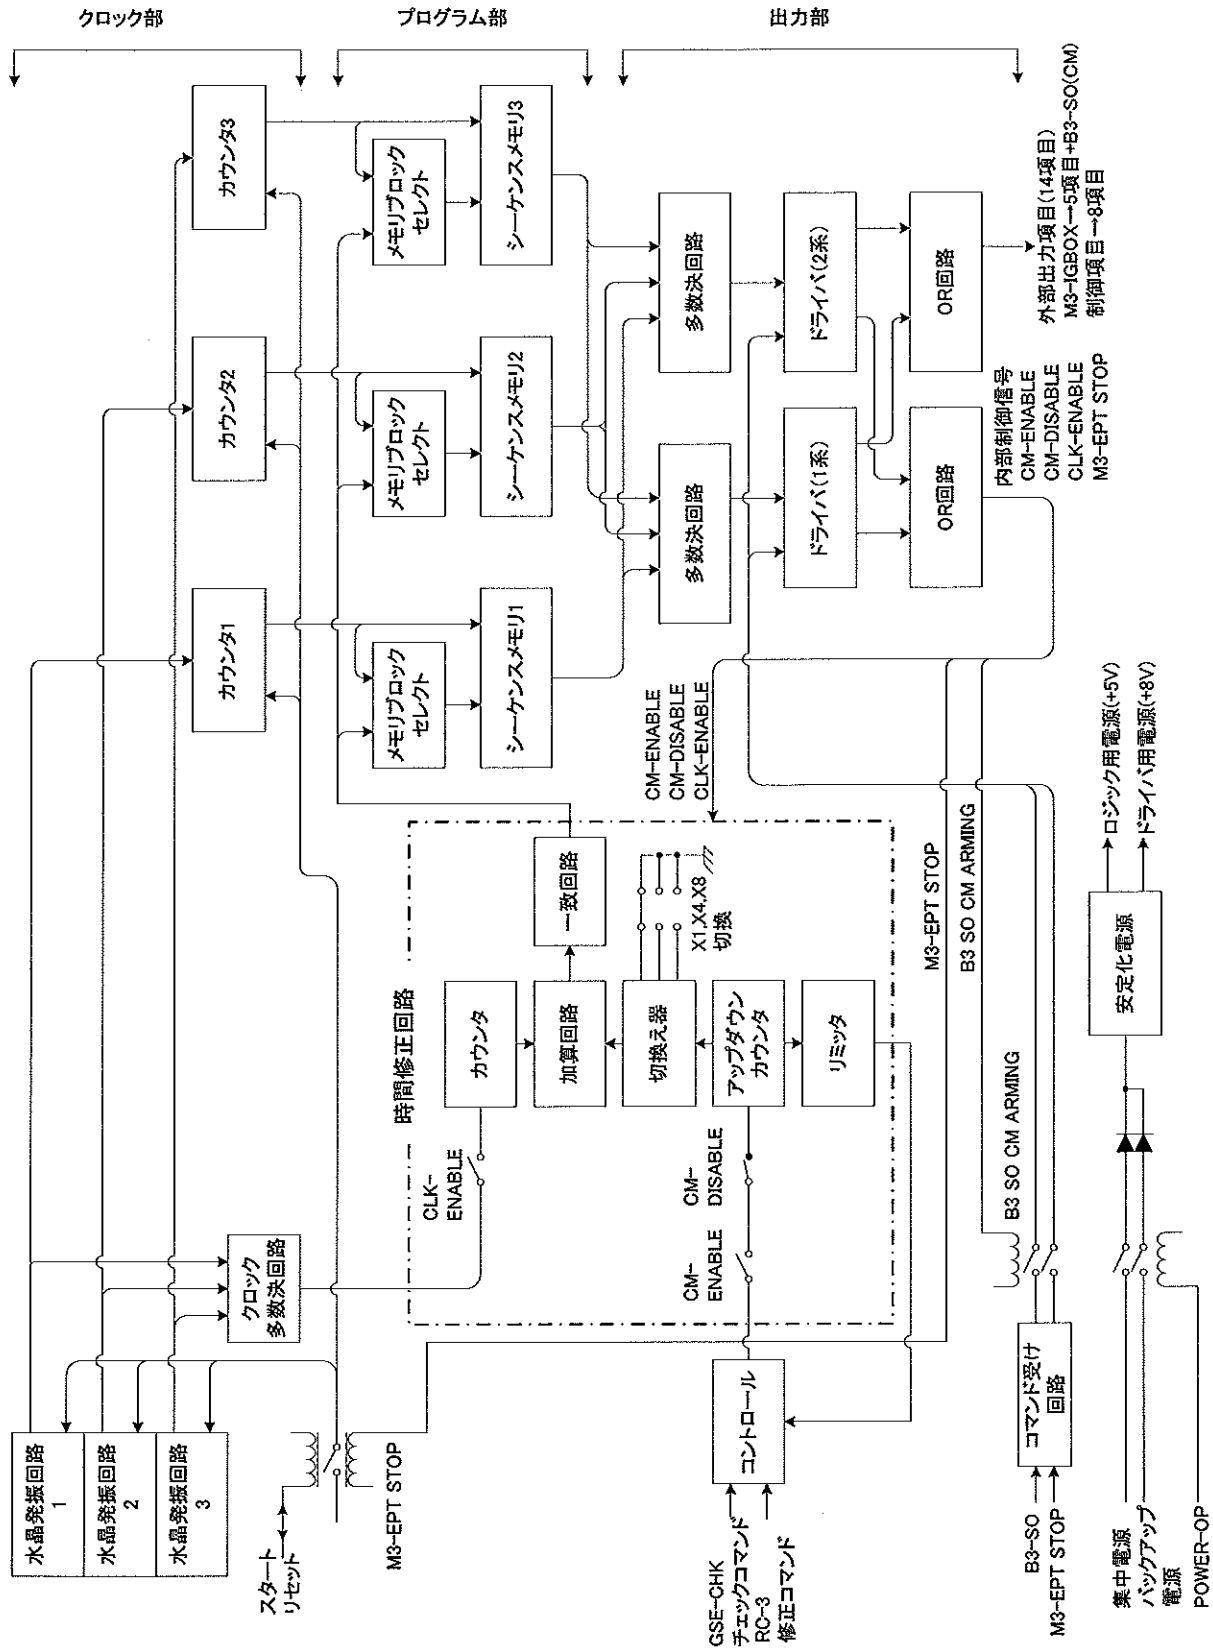 クロック部
プログラム部
出力部
水晶発振回路
1
水晶発振回路
2
水晶発振回路
3
クロック
多数決回路
スタート
リセット
M3-EPT STOP
カウンタ1
カウンタ2
カウンタ3
メモリブロック
セレクト
シーケンスメモリ1
メモリブロック
セレクト
シーケンスメモリ2
メモリブロック
セレクト
シーケンスメモリ3
多数決回路
多数決回路
ドライバ(1系)
ドライバ(2系)
OR回路
OR回路
内部制御信号
CM-ENABLE
CM-DISABLE
CLK-ENABLE
M3-EPT STOP
外部出力項目(14項目)
M3-IGBOX→5項目+B3-SO(CM)
制御項目→8項目
時間修正回路
CLK-
ENABLE
カウンタ
加算回路
一致回路
切換え器
X1,X4,X8
切換
アップダウン
カウンタ
リミッタ
CM-
ENABLE
CM-
DISABLE
CM-ENABLE
CM-DISABLE
CLK-ENABLE
コントロール
GSE-CHK
チェックコマンド
RC-3
修正コマンド
M3-EPT STOP
B3 SO CM ARMING
B3 SO CM ARMING
コマンド受け
回路
B3-SO
M3-EPT STOP
集中電源
バックアップ
電源
POWER-OP
安定化電源
ロジック用電源(+5V)
ドライバ用電源(+8V)